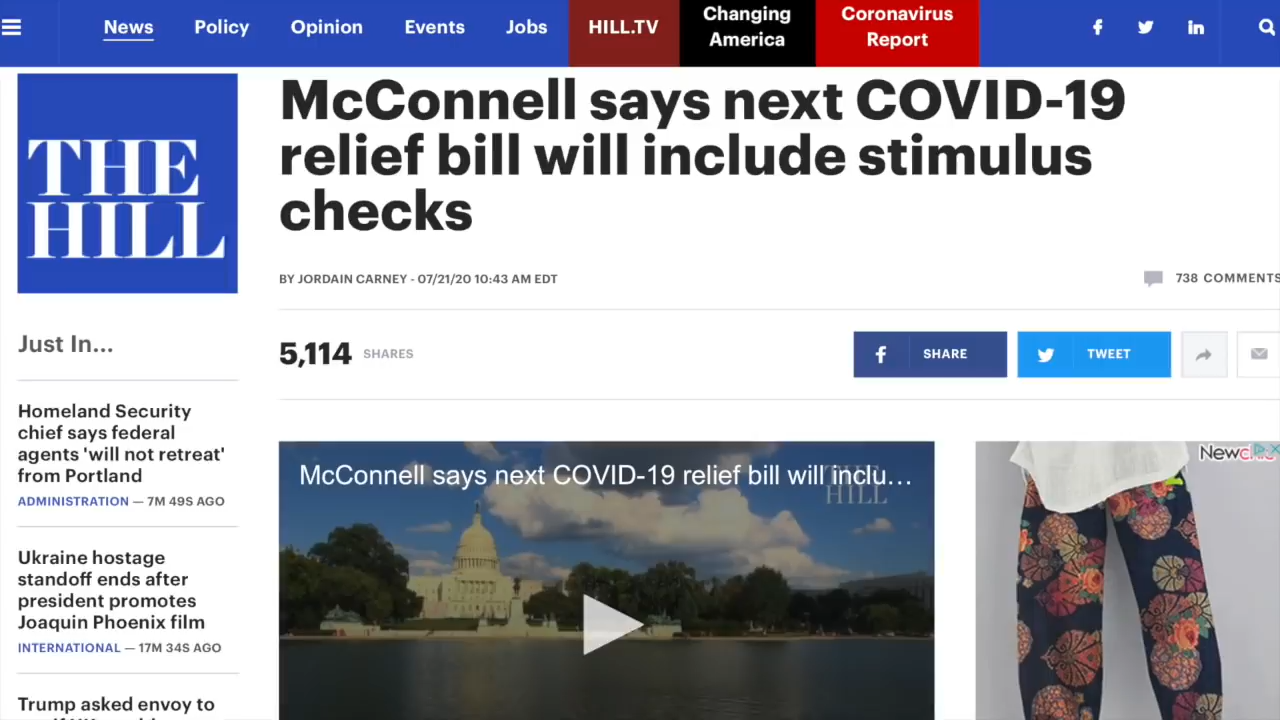 News
Policy
Opinion
Events
Jobs
HILL.TV
Changing
America
Coronavirus
Report
THE
HILL
McConnell says next COVID-19
relief bill will include stimulus
checks
BY JORDAIN CARNEY - 07/21/20 10:43 AM EDT
738 COMMENTS
5,114 SHARES
SHARE
TWEET
Just In...
Homeland Security
chief says federal
agents 'will not retreat'
from Portland
ADMINISTRATION — 7M 49S AGO
Ukraine hostage
standoff ends after
president promotes
Joaquin Phoenix film
INTERNATIONAL — 17M 34S AGO
Trump asked envoy to
McConnell says next COVID-19 relief bill will inclu...
THE
HILL